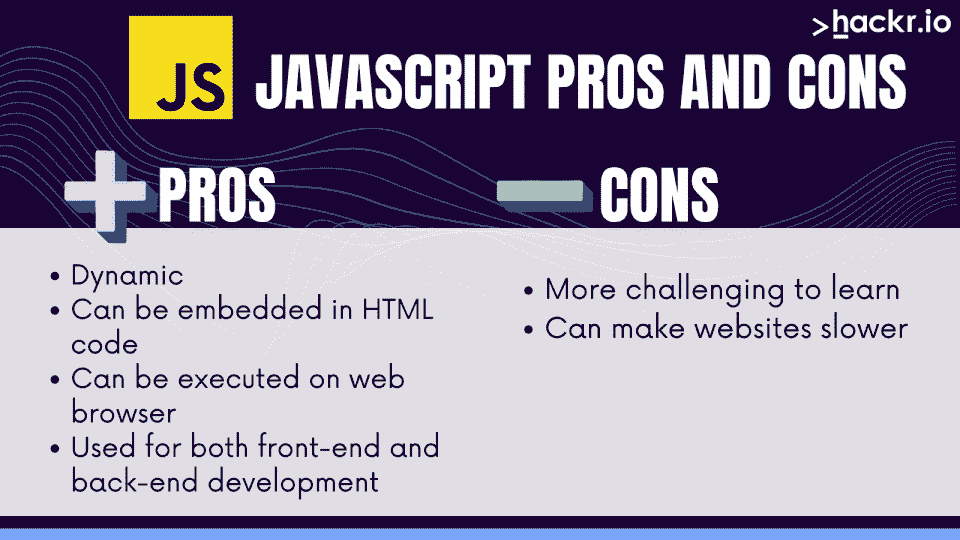 >hackr.io
JS
JAVASCRIPT PROS AND CONS
PROS
• Dynamic
• Can be embedded in HTML
code
• Can be executed on web
browser
• Used for both front-end and
back-end development
CONS
• More challenging to learn
• Can make websites slower